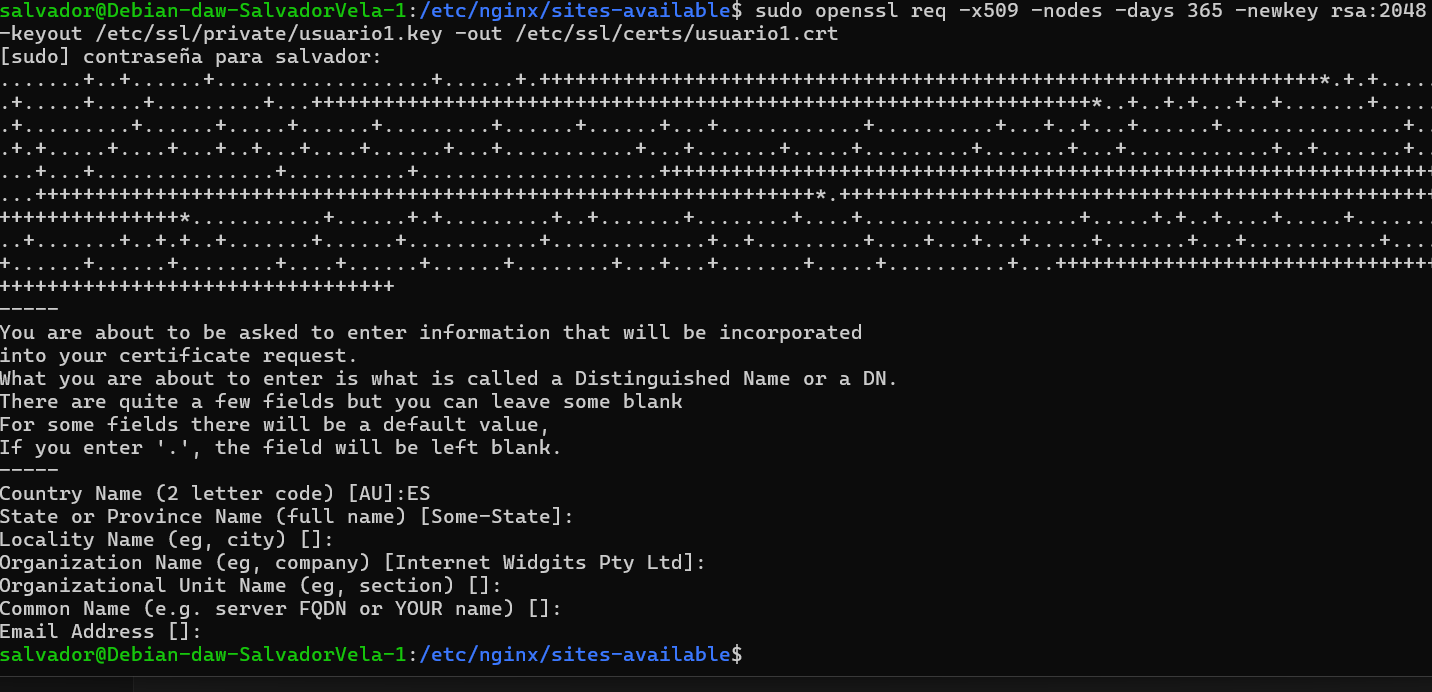 salvador@Debian-daw-SalvadorVela-1:/etc/nginx/sites-available$ sudo openssl req -x509 -nodes -days 365 -newkey rsa:2048
-keyout /etc/ssl/private/usuario1.key -out /etc/ssl/certs/usuario1.crt
[sudo] contraseña para salvador:
-----
You are about to be asked to enter information that will be incorporated
into your certificate request.
What you are about to enter is what is called a Distinguished Name or a DN.
There are quite a few fields but you can leave some blank
For some fields there will be a default value,
If you enter '.', the field will be left blank.
-----
Country Name (2 letter code) [AU]:ES
State or Province Name (full name) [Some-State]:
Locality Name (eg, city) []:
Organization Name (eg, company) [Internet Widgits Pty Ltd]:
Organizational Unit Name (eg, section) []:
Common Name (e.g. server FQDN or YOUR name) []:
Email Address []:
salvador@Debian-daw-SalvadorVela-1:/etc/nginx/sites-available$